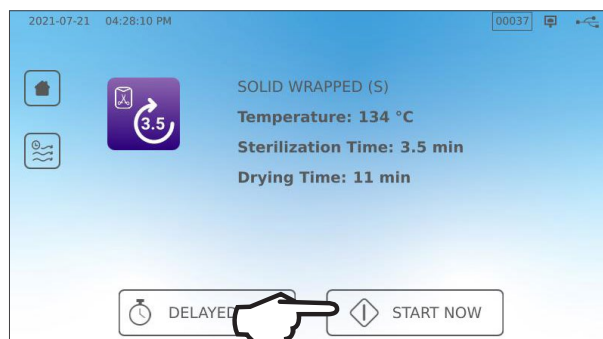 2021-07-21 04:28:10 PM 00037
3.5
SOLID WRAPPED (S)
Temperature: 134 °C
Sterilization Time: 3.5 min
Drying Time: 11 min
DELAYED START NOW